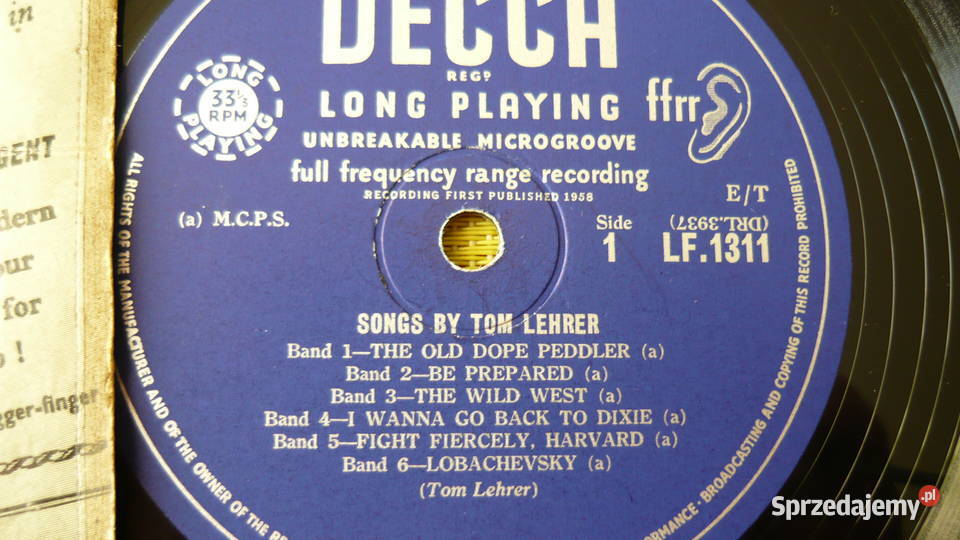 in
GENT
dern
our
for
!
gger-finger
DECCA
REGD
LONG PLAYING
33⅓
RPM
LONG PLAYING
ffrr
UNBREAKABLE MICROGROOVE
full frequency range recording
RECORDING FIRST PUBLISHED 1958
(a) M.C.P.S.
E/T
Side
1
(DRL.3937)
LF.1311
SONGS BY TOM LEHRER
Band 1—THE OLD DOPE PEDDLER (a)
Band 2—BE PREPARED (a)
Band 3—THE WILD WEST (a)
Band 4—I WANNA GO BACK TO DIXIE (a)
Band 5—FIGHT FIERCELY, HARVARD (a)
Band 6—LOBACHEVSKY (a)
(Tom Lehrer)
ALL RIGHTS OF THE MANUFACTURER AND OF THE OWNER OF THE RE
ORMANCE · BROADCASTING AND COPYING OF THIS RECORD PROHIBITED
Sprzedajemy.pl